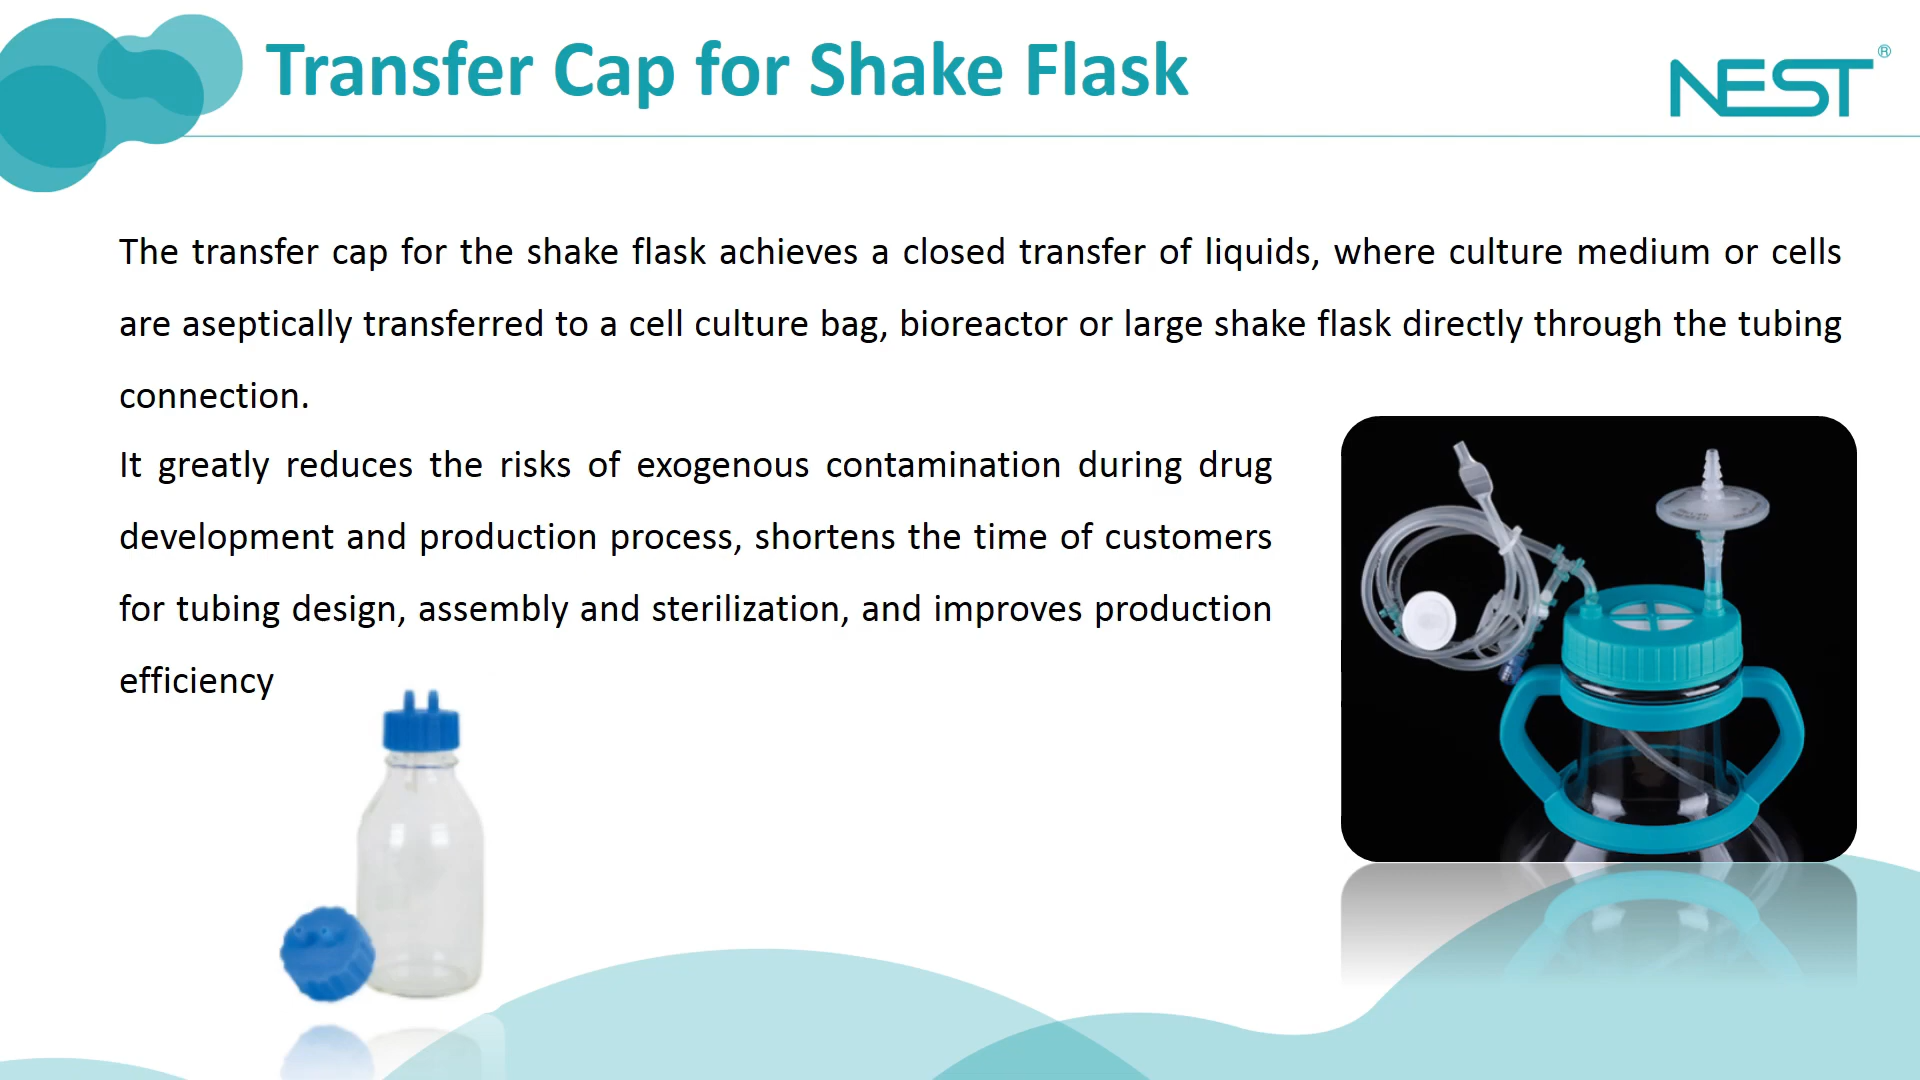 Transfer Cap for Shake Flask
NEST®
The transfer cap for the shake flask achieves a closed transfer of liquids, where culture medium or cells
are aseptically transferred to a cell culture bag, bioreactor or large shake flask directly through the tubing
connection.
It greatly reduces the risks of exogenous contamination during drug
development and production process, shortens the time of customers
for tubing design, assembly and sterilization, and improves production
efficiency